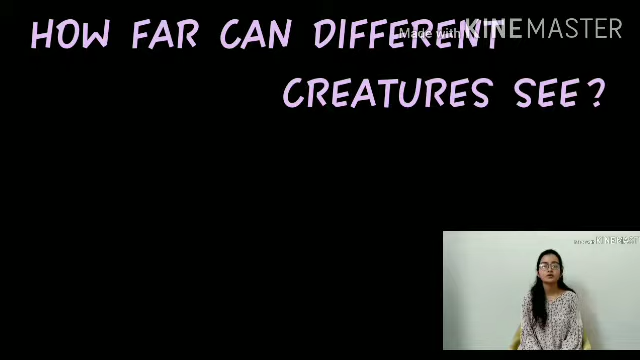 HOW FAR CAN DIFFERENT
Made with KINEMASTER
CREATURES SEE?